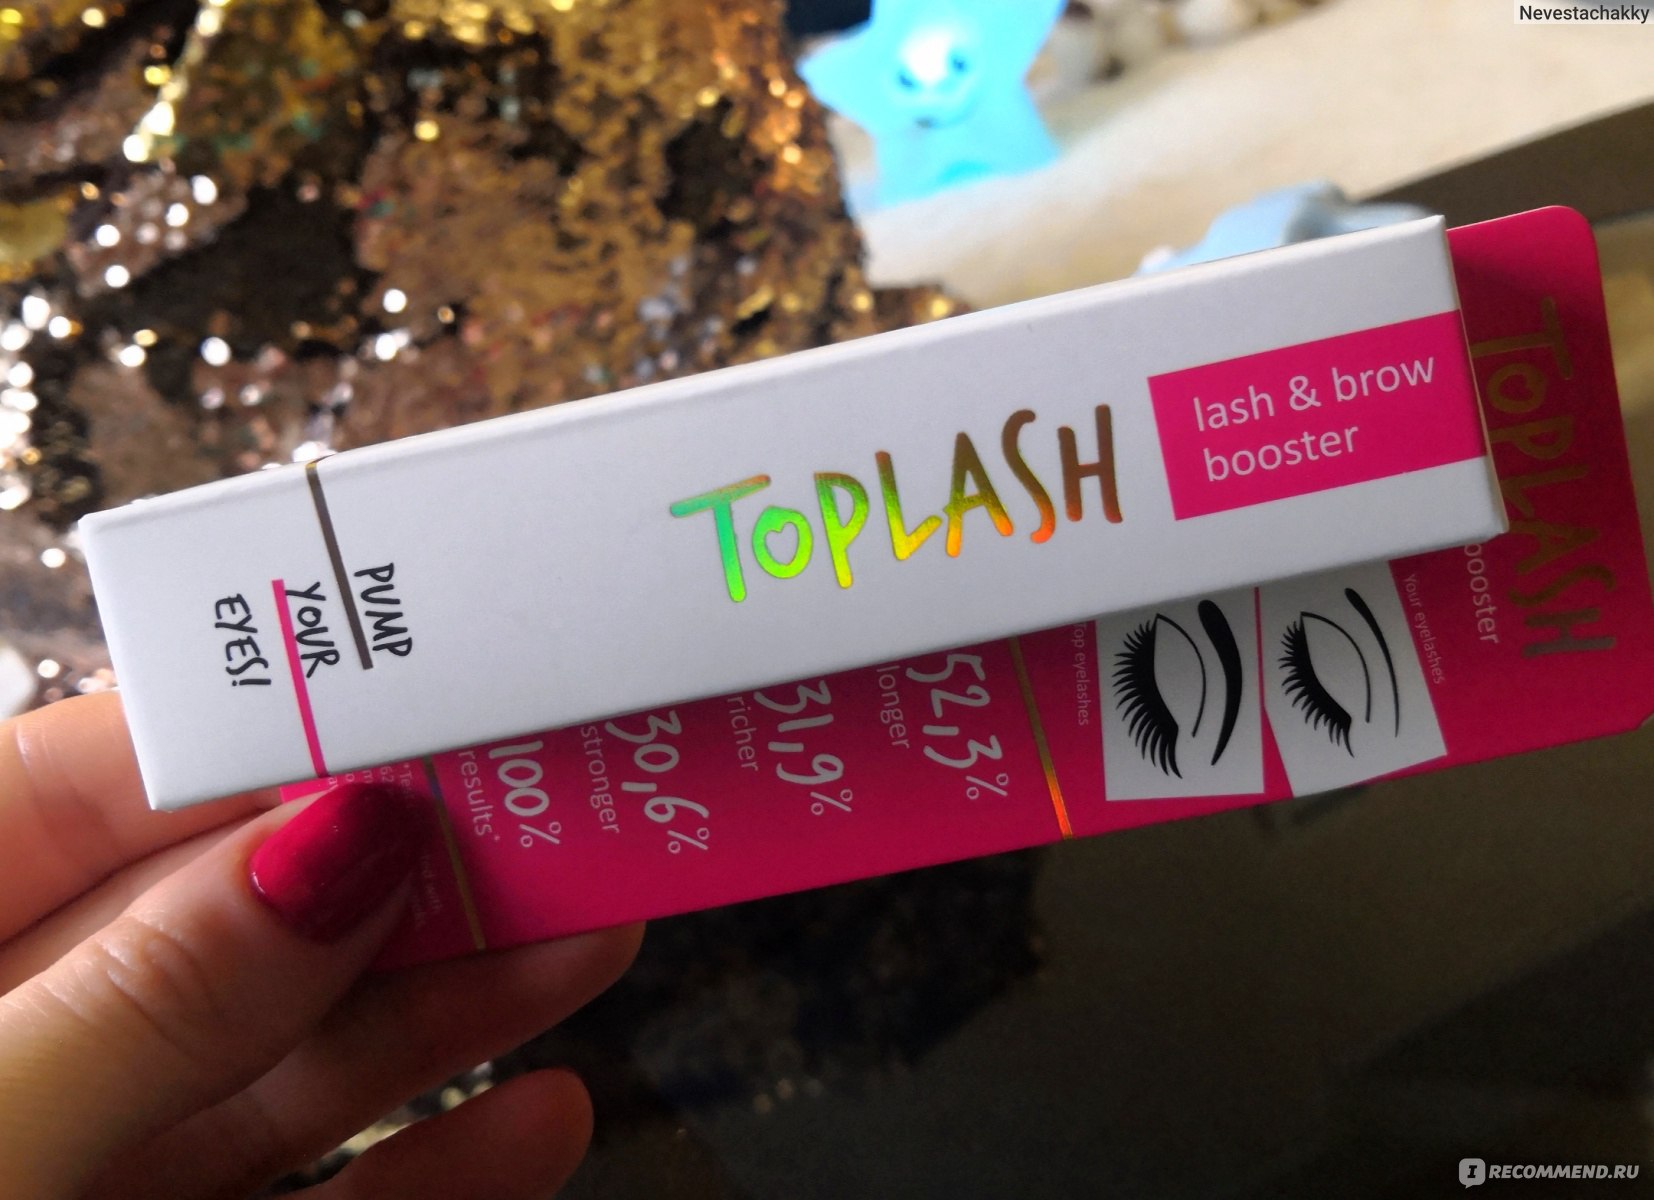 Nevestachakky
TOPLASH
lash & brow
booster
PUMP
YOUR
EYES!
TOPLASH
booster
Your eyelashes
Top eyelashes
52,3%
longer
31,9%
richer
30,6%
stronger
100%
results*
IRECOMMEND.RU